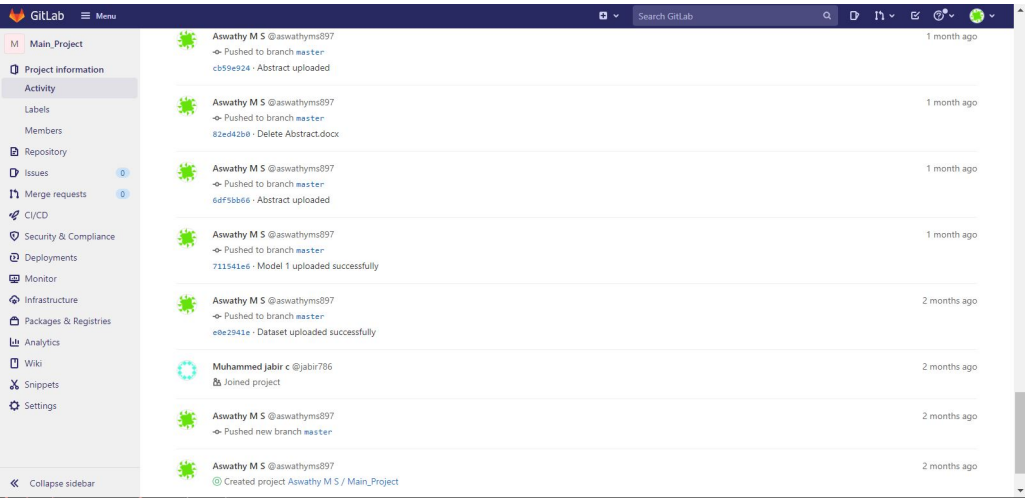 GitLab
Menu
Search GitLab
M Main_Project
Project information
Activity
Labels
Members
Repository
Issues 0
Merge requests 0
CI/CD
Security & Compliance
Deployments
Monitor
Infrastructure
Packages & Registries
Analytics
Wiki
Snippets
Settings
Collapse sidebar
Aswathy M S @aswathyms897 1 month ago
Pushed to branch master
cb59e924 · Abstract uploaded
Aswathy M S @aswathyms897 1 month ago
Pushed to branch master
82ed42b0 · Delete Abstract.docx
Aswathy M S @aswathyms897 1 month ago
Pushed to branch master
6df5bb66 · Abstract uploaded
Aswathy M S @aswathyms897 1 month ago
Pushed to branch master
711541e6 · Model 1 uploaded successfully
Aswathy M S @aswathyms897 2 months ago
Pushed to branch master
e0e2941e · Dataset uploaded successfully
Muhammed jabir c @jabir786 2 months ago
Joined project
Aswathy M S @aswathyms897 2 months ago
Pushed new branch master
Aswathy M S @aswathyms897 2 months ago
Created project Aswathy M S / Main_Project